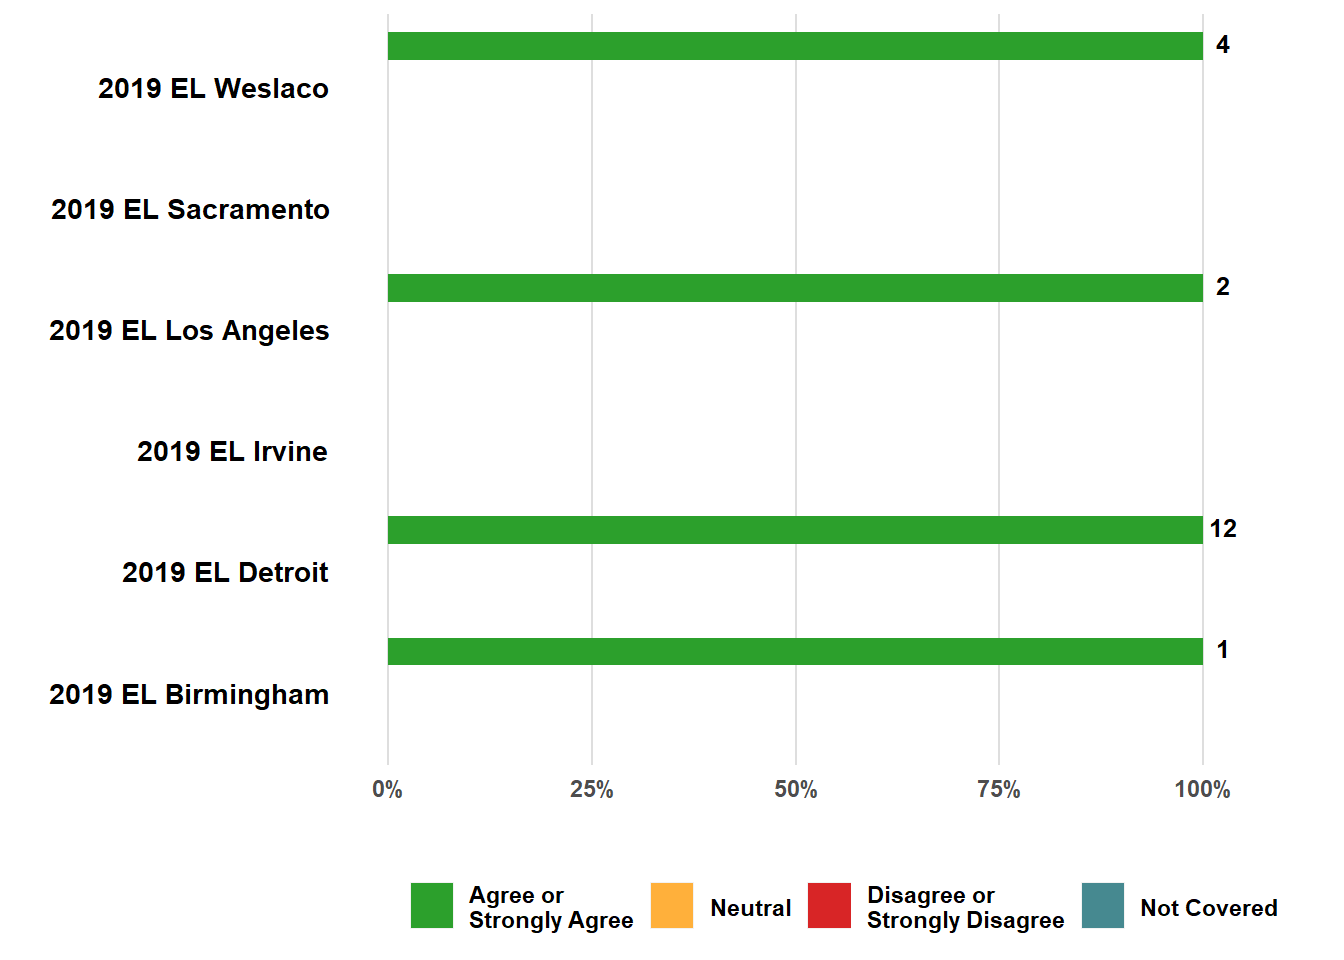 4
2019 EL Weslaco
2019 EL Sacramento
2
2019 EL Los Angeles
2019 EL Irvine
12
2019 EL Detroit
1
2019 EL Birmingham
0% 25% 50% 75% 100%
Agree or
Strongly Agree
Neutral
Disagree or
Strongly Disagree
Not Covered